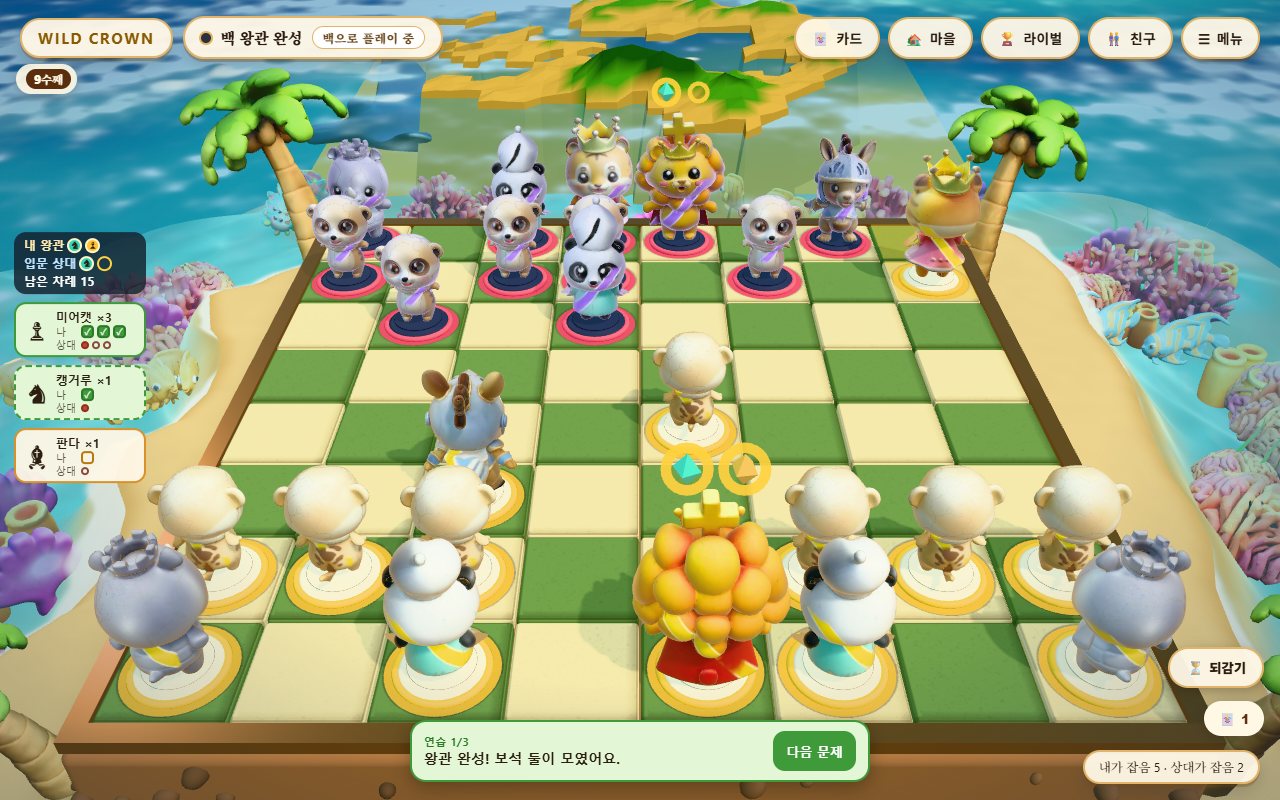 WILD CROWN
백 왕관 완성 백으로 플레이 중
카드
마을
라이벌
친구
☰ 메뉴
9수째
내 왕관
입문 상대
남은 차례 15
미어캣 ×3
나
상대
캥거루 ×1
나
상대
판다 ×1
나
상대
되감기
1
연습 1/3
왕관 완성! 보석 둘이 모였어요.
다음 문제
내가 잡음 5 · 상대가 잡음 2